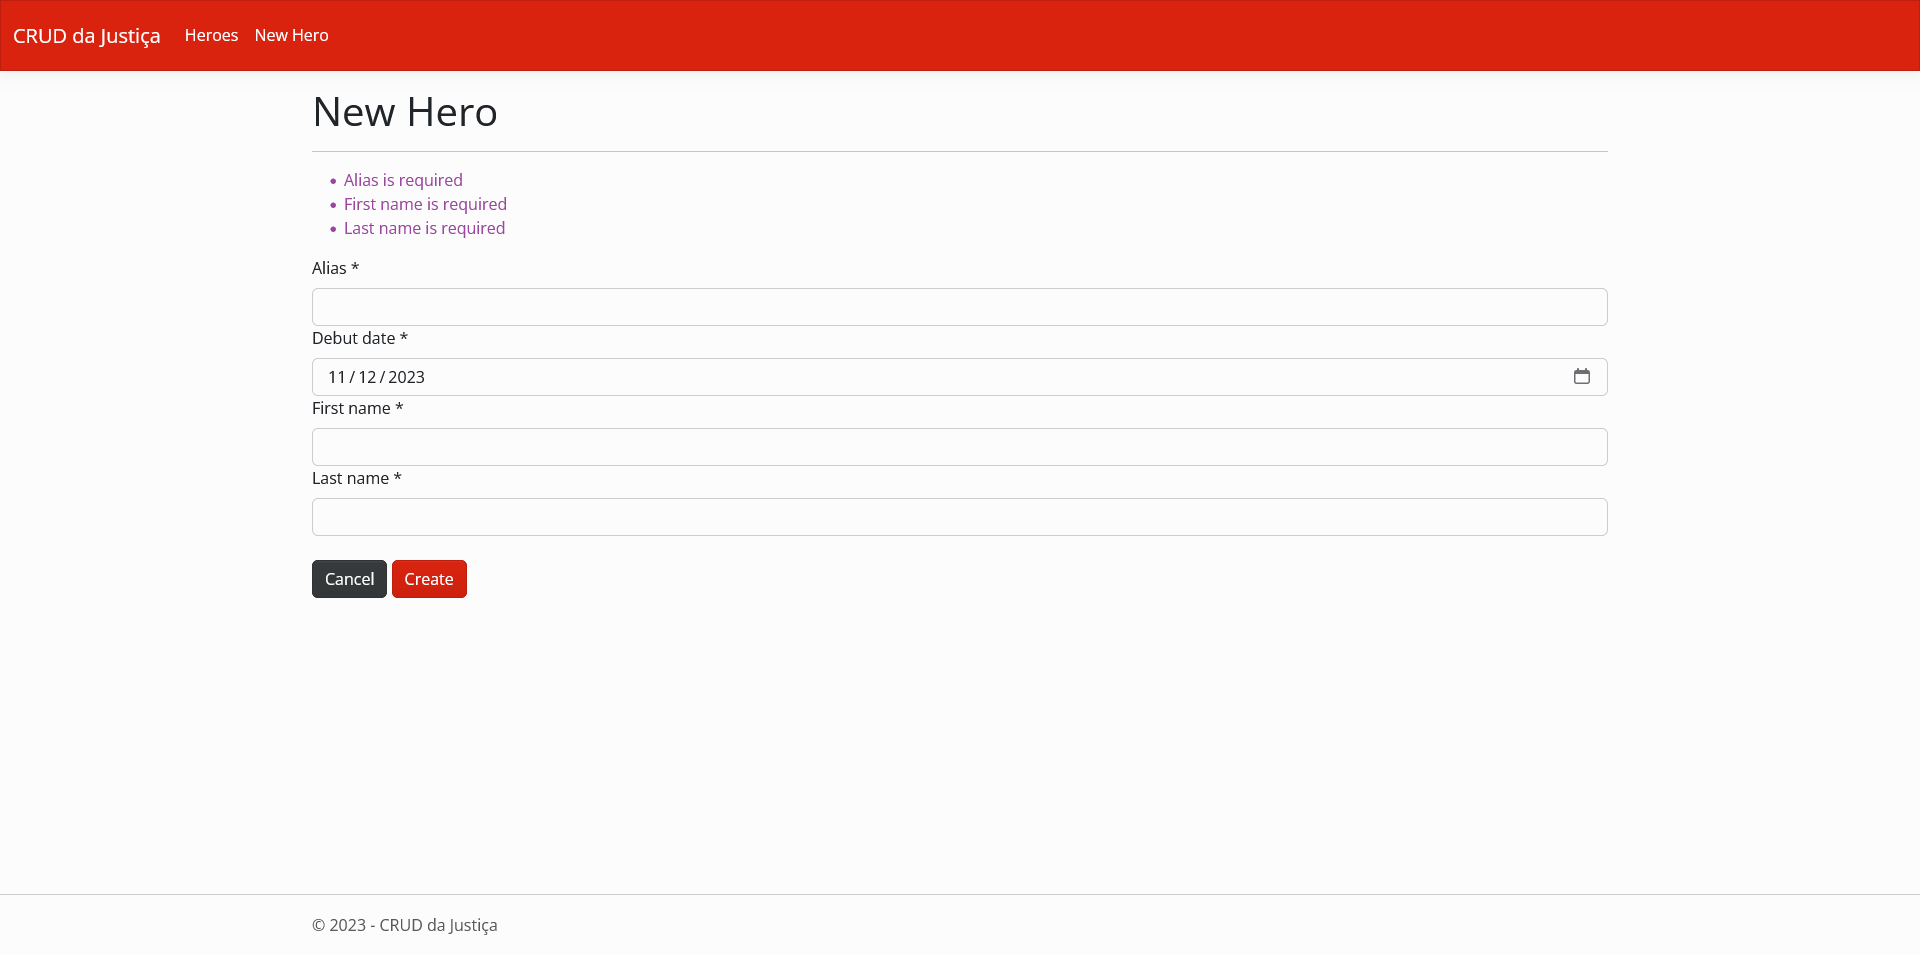 CRUD da Justiça Heroes New Hero
New Hero
• Alias is required
• First name is required
• Last name is required
Alias *
Debut date *
11 / 12 / 2023
First name *
Last name *
Cancel Create
© 2023 - CRUD da Justiça